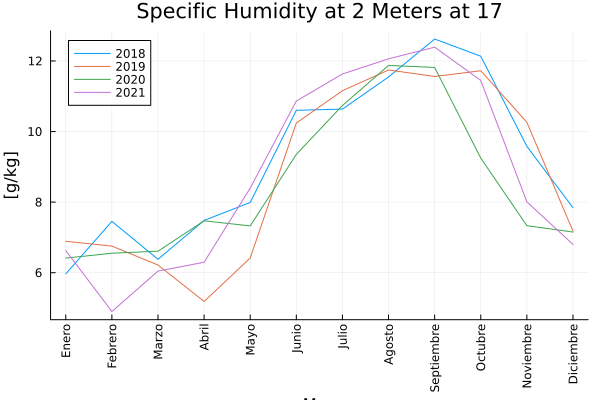 Specific Humidity at 2 Meters at 17
[g/kg]
12
10
8
6
2018
2019
2020
2021
Enero
Febrero
Marzo
Abril
Mayo
Junio
Julio
Agosto
Septiembre
Octubre
Noviembre
Diciembre